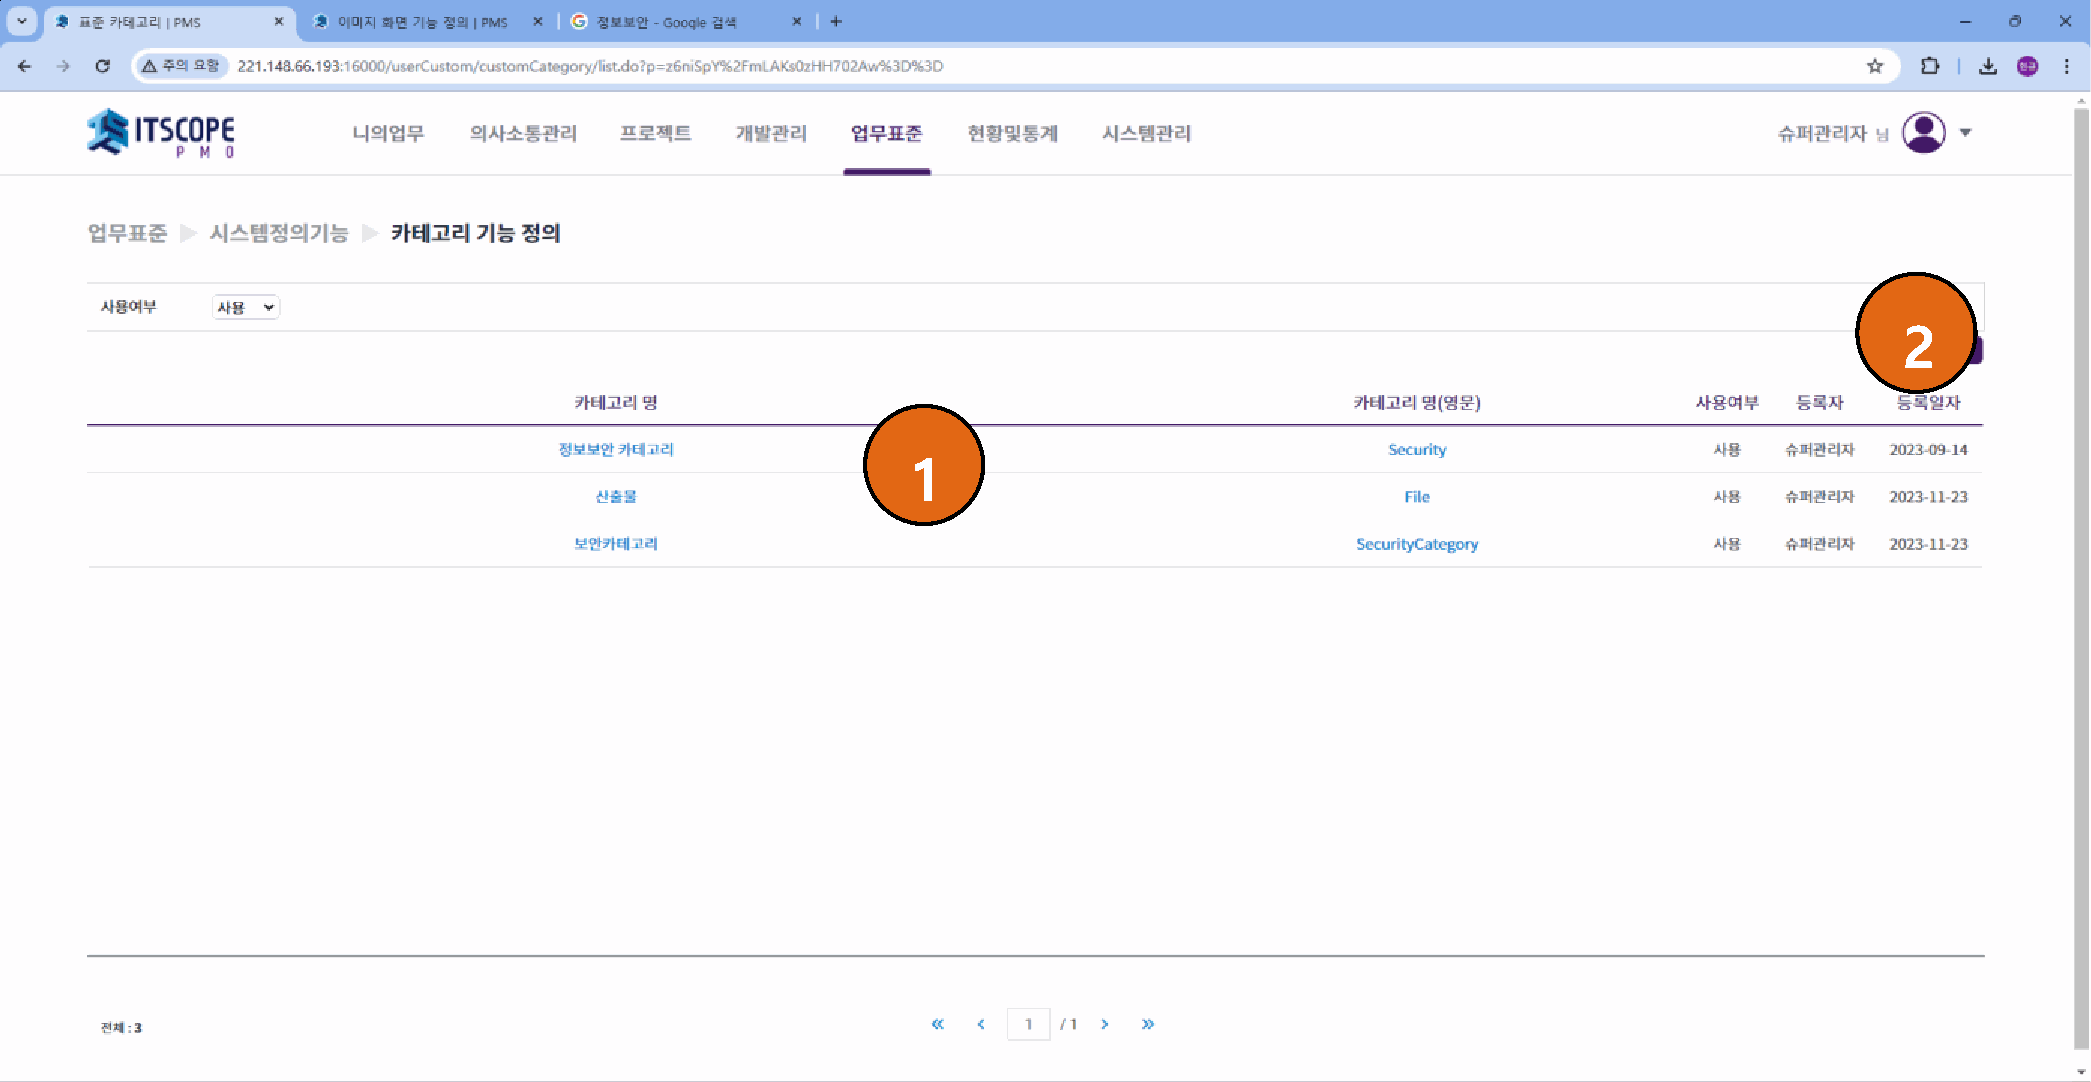 표준 카테고리 | PMS
이미지 화면 기능 정의 | PMS
정보보안 - Google 검색
주의 요함
221.148.66.193:16000/userCustom/customCategory/list.do?p=z6niSpY%2FmLAKs0zHH702Aw%3D%3D
현규
ITSCOPE
PMO
나의업무
의사소통관리
프로젝트
개발관리
업무표준
현황및통계
시스템관리
슈퍼관리자 님
업무표준
시스템정의기능
카테고리 기능 정의
사용여부
사용
2
카테고리 명
카테고리 명(영문)
사용여부
등록자
등록일자
1
정보보안 카테고리
Security
사용
슈퍼관리자
2023-09-14
산출물
File
사용
슈퍼관리자
2023-11-23
보안카테고리
SecurityCategory
사용
슈퍼관리자
2023-11-23
전체 : 3
« ‹ 1 / 1 › »